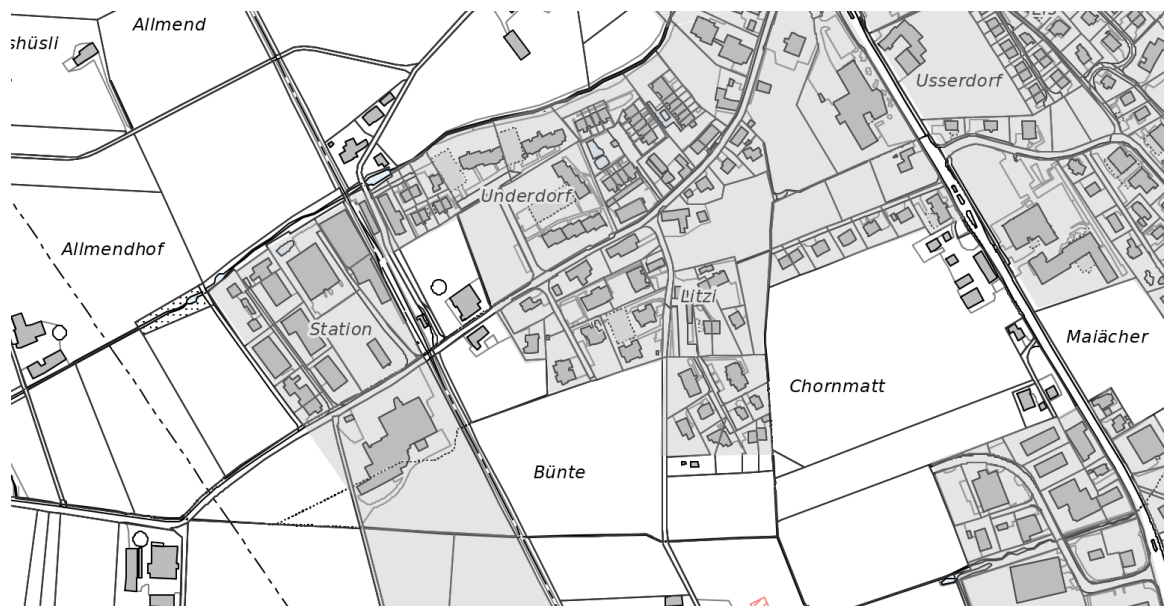 Allmend
shüsli
Usserdorf
Underdorf
Allmendhof
Litzi
Station
Maiächer
Chornmatt
Bünte